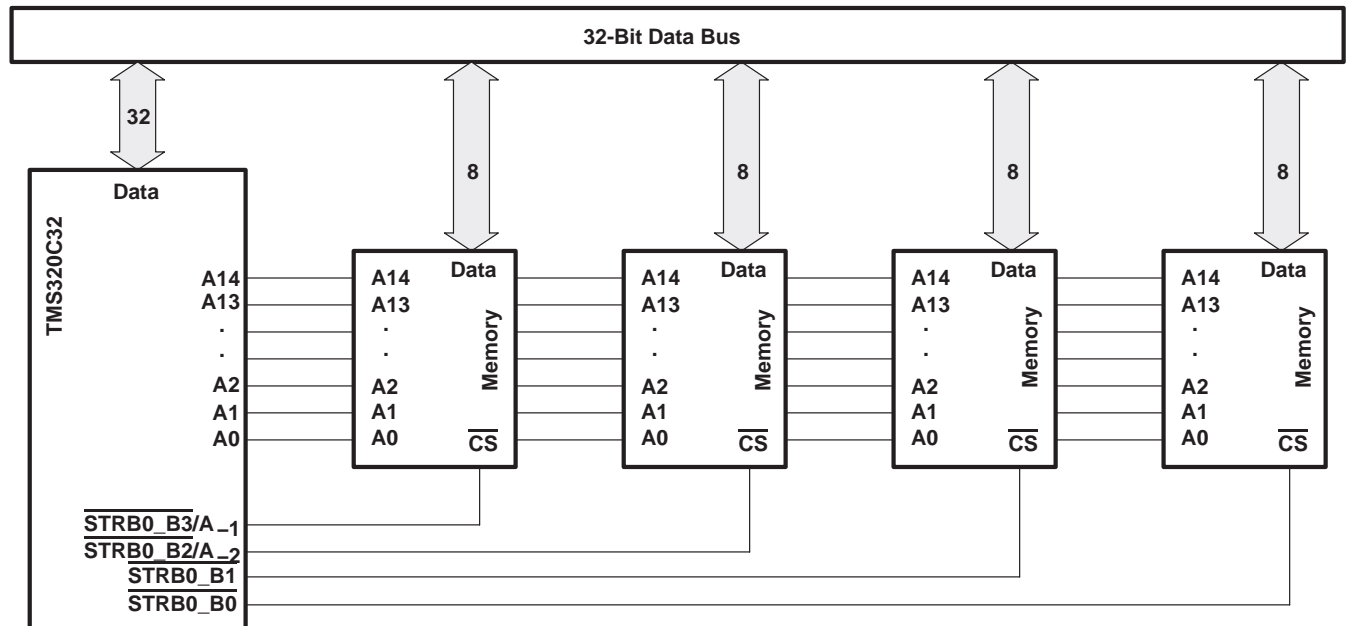 32-Bit Data Bus
32
8
8
8
8
Data
TMS320C32
A14
A13
.
.
A2
A1
A0
STRB0_B3/A–1
STRB0_B2/A–2
STRB0_B1
STRB0_B0
Data
Memory
A14
A13
.
.
A2
A1
A0
CS
Data
Memory
A14
A13
.
.
A2
A1
A0
CS
Data
Memory
A14
A13
.
.
A2
A1
A0
CS
Data
Memory
A14
A13
.
.
A2
A1
A0
CS